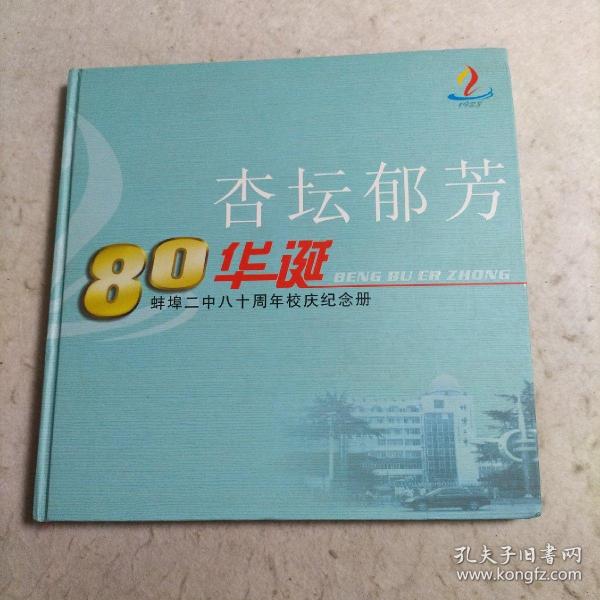 1928
杏坛郁芳
80华诞
BENG BU ER ZHONG
蚌埠二中八十周年校庆纪念册
孔夫子旧书网
www.kongfz.com